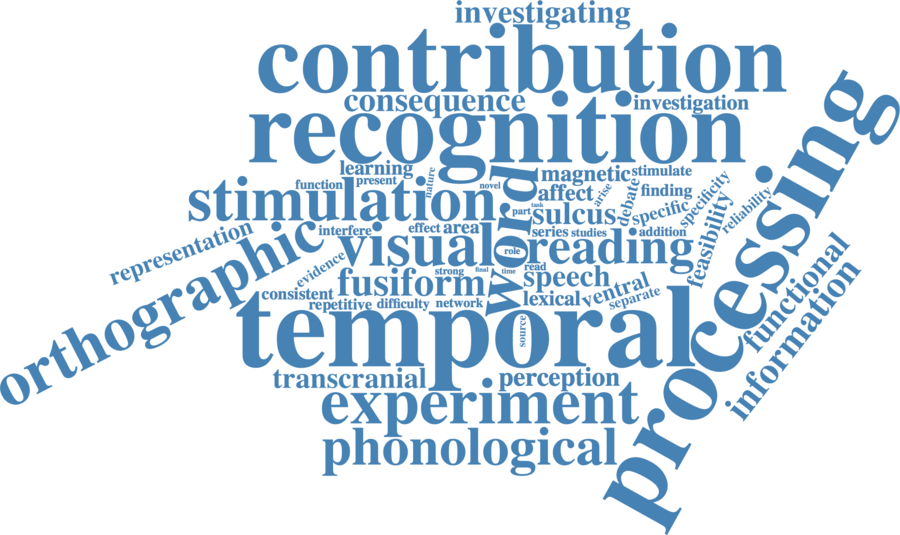 investigating
contribution
consequence
investigation
recognition
learning
magnetic
stimulate
function
present
nature
novel
word
affect
arise
debate
finding
specificity
reliability
processing
stimulation
part
task
sulcus
specific
feasibility
representation
orthographic
interfere
effect
area
visual
role
series
studies
addition
reading
evidence
fusiform
strong
final
time
read
speech
consistent
repetitive
difficulty
network
lexical
ventral
separate
functional
information
temporal
source
transcranial
perception
experiment
phonological